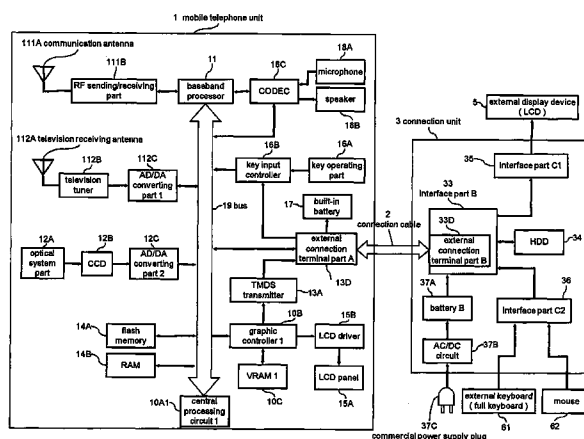 1 mobile telephone unit
111A communication antenna
111B
RF sending/receiving part
11
baseband processor
18C
CODEC
18A
microphone
speaker
18B
112A television receiving antenna
112B
television tuner
112C
AD/DA converting part 1
16B
key input controller
16A
key operating part
19 bus
17
built-in battery
12A
optical system part
12B
CCD
12C
AD/DA converting part 2
external connection terminal part A
13D
TMDS transmitter
13A
2 connection cable
14A
flash memory
14B
RAM
10B
graphic controller 1
VRAM 1
10C
15B
LCD driver
LCD panel
15A
10A1
central processing circuit 1
5
external display device (LCD)
3 connection unit
35
Interface part C1
33
Interface part B
33D
external connection terminal part B
HDD
34
37A
battery B
36
Interface part C2
AC/DC circuit
37B
37C
commercial power supply plug
external keyboard (full keyboard)
61
mouse
62